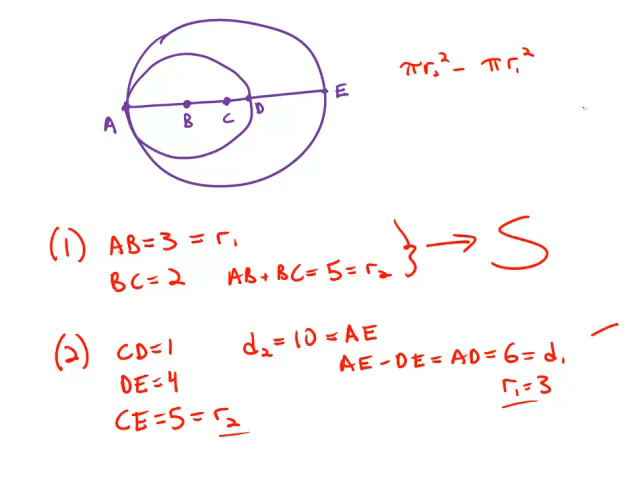 πr₂² - πr₁²
A B C D E
(1) AB = 3 = r₁
BC = 2 AB + BC = 5 = r₂ } → S
(2) CD = 1 d₂ = 10 = AE
DE = 4 AE - DE = AD = 6 = d₁
CE = 5 = r₂ r₁ = 3